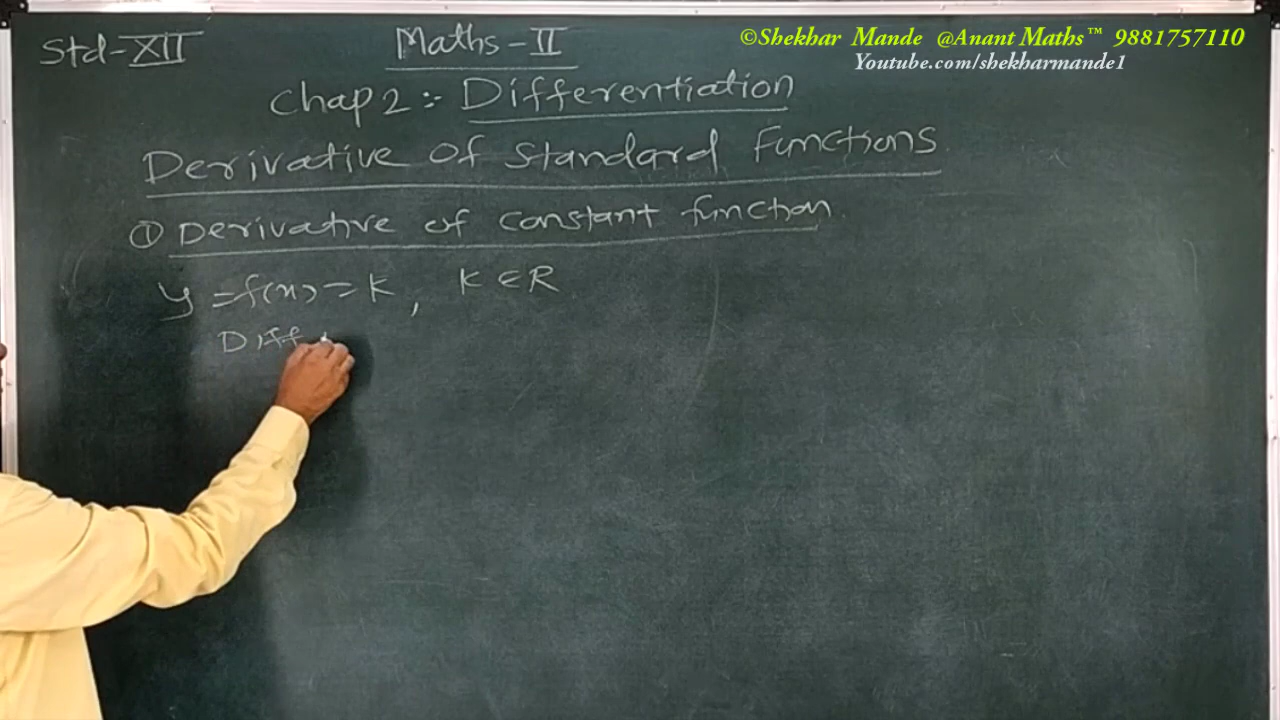 ©Shekhar Mande @Anant Maths™ 9881757110
Youtube.com/shekharmande1
Std-XII
Maths-II
Chap 2:- Differentiation
Derivative of Standard Functions
① Derivative of constant function.
y = f(x) = K, K ∈ R
Diff